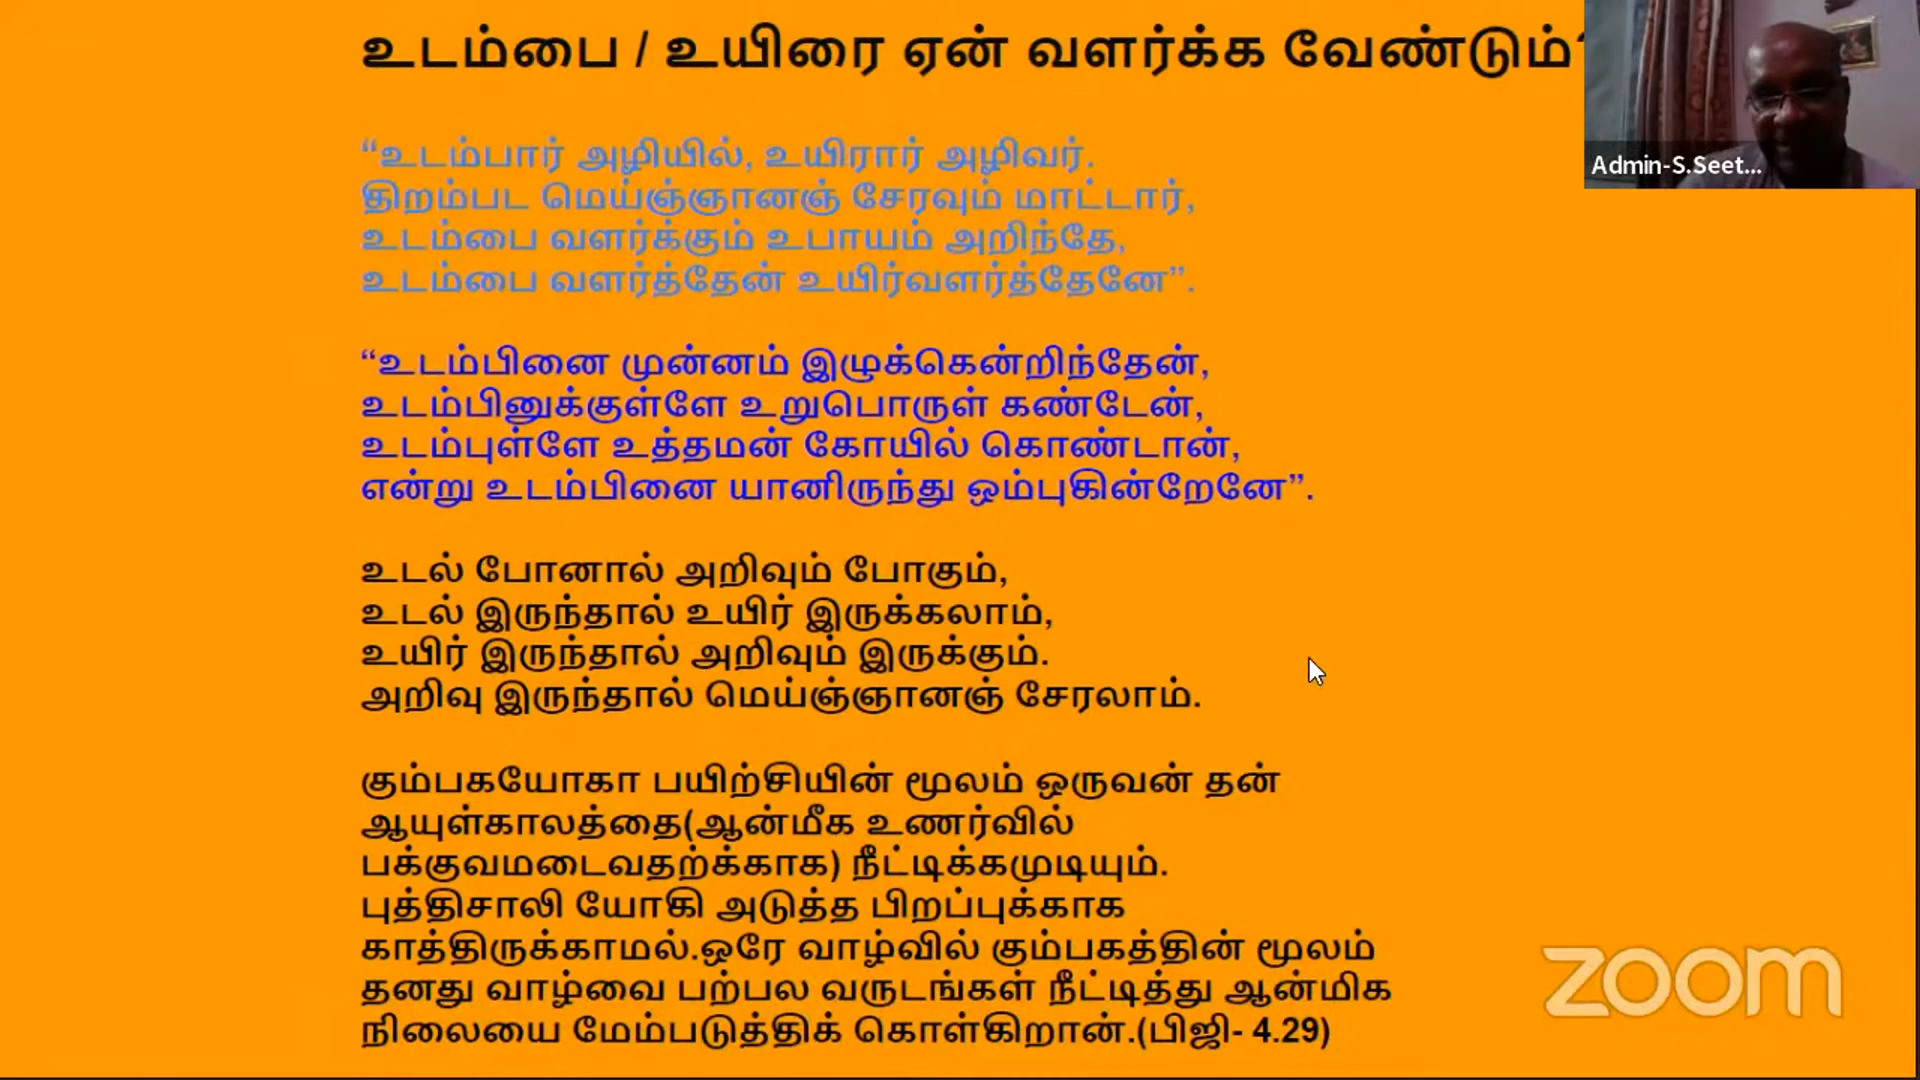 உடம்பை / உயிரை ஏன் வளர்க்க வேண்டும்?
Admin-S.Seet...
“உடம்பார் அழியில், உயிரார் அழிவர்.
திறம்பட மெய்ஞ்ஞானஞ் சேரவும் மாட்டார்,
உடம்பை வளர்க்கும் உபாயம் அறிந்தே,
உடம்பை வளர்த்தேன் உயிர்வளர்த்தேனே”.
“உடம்பினை முன்னம் இழுக்கென்றிந்தேன்,
உடம்பினுக்குள்ளே உறுபொருள் கண்டேன்,
உடம்புள்ளே உத்தமன் கோயில் கொண்டான்,
என்று உடம்பினை யானிருந்து ஒம்புகின்றேனே”.
உடல் போனால் அறிவும் போகும்,
உடல் இருந்தால் உயிர் இருக்கலாம்,
உயிர் இருந்தால் அறிவும் இருக்கும்.
அறிவு இருந்தால் மெய்ஞ்ஞானஞ் சேரலாம்.
கும்பகயோகா பயிற்சியின் மூலம் ஒருவன் தன்
ஆயுள்காலத்தை(ஆன்மீக உணர்வில்
பக்குவமடைவதற்க்காக) நீட்டிக்கமுடியும்.
புத்திசாலி யோகி அடுத்த பிறப்புக்காக
காத்திருக்காமல்.ஒரே வாழ்வில் கும்பகத்தின் மூலம்
தனது வாழ்வை பற்பல வருடங்கள் நீட்டித்து ஆன்மிக
நிலையை மேம்படுத்திக் கொள்கிறான்.(பிஜி- 4.29)
zoom